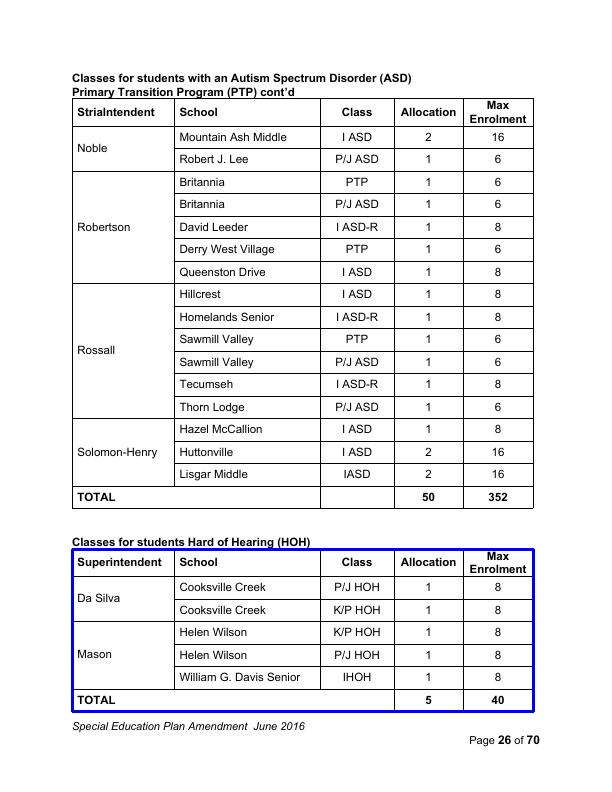 Classes for students with an Autism Spectrum Disorder (ASD)
Primary Transition Program (PTP) cont’d
StriaIntendent School Class Allocation Max Enrolment
Noble Mountain Ash Middle I ASD 2 16
Robert J. Lee P/J ASD 1 6
Robertson Britannia PTP 1 6
Britannia P/J ASD 1 6
David Leeder I ASD-R 1 8
Derry West Village PTP 1 6
Queenston Drive I ASD 1 8
Rossall Hillcrest I ASD 1 8
Homelands Senior I ASD-R 1 8
Sawmill Valley PTP 1 6
Sawmill Valley P/J ASD 1 6
Tecumseh I ASD-R 1 8
Thorn Lodge P/J ASD 1 6
Solomon-Henry Hazel McCallion I ASD 1 8
Huttonville I ASD 2 16
Lisgar Middle IASD 2 16
TOTAL 50 352
Classes for students Hard of Hearing (HOH)
Superintendent School Class Allocation Max Enrolment
Da Silva Cooksville Creek P/J HOH 1 8
Cooksville Creek K/P HOH 1 8
Mason Helen Wilson K/P HOH 1 8
Helen Wilson P/J HOH 1 8
William G. Davis Senior IHOH 1 8
TOTAL 5 40
Special Education Plan Amendment June 2016
Page 26 of 70